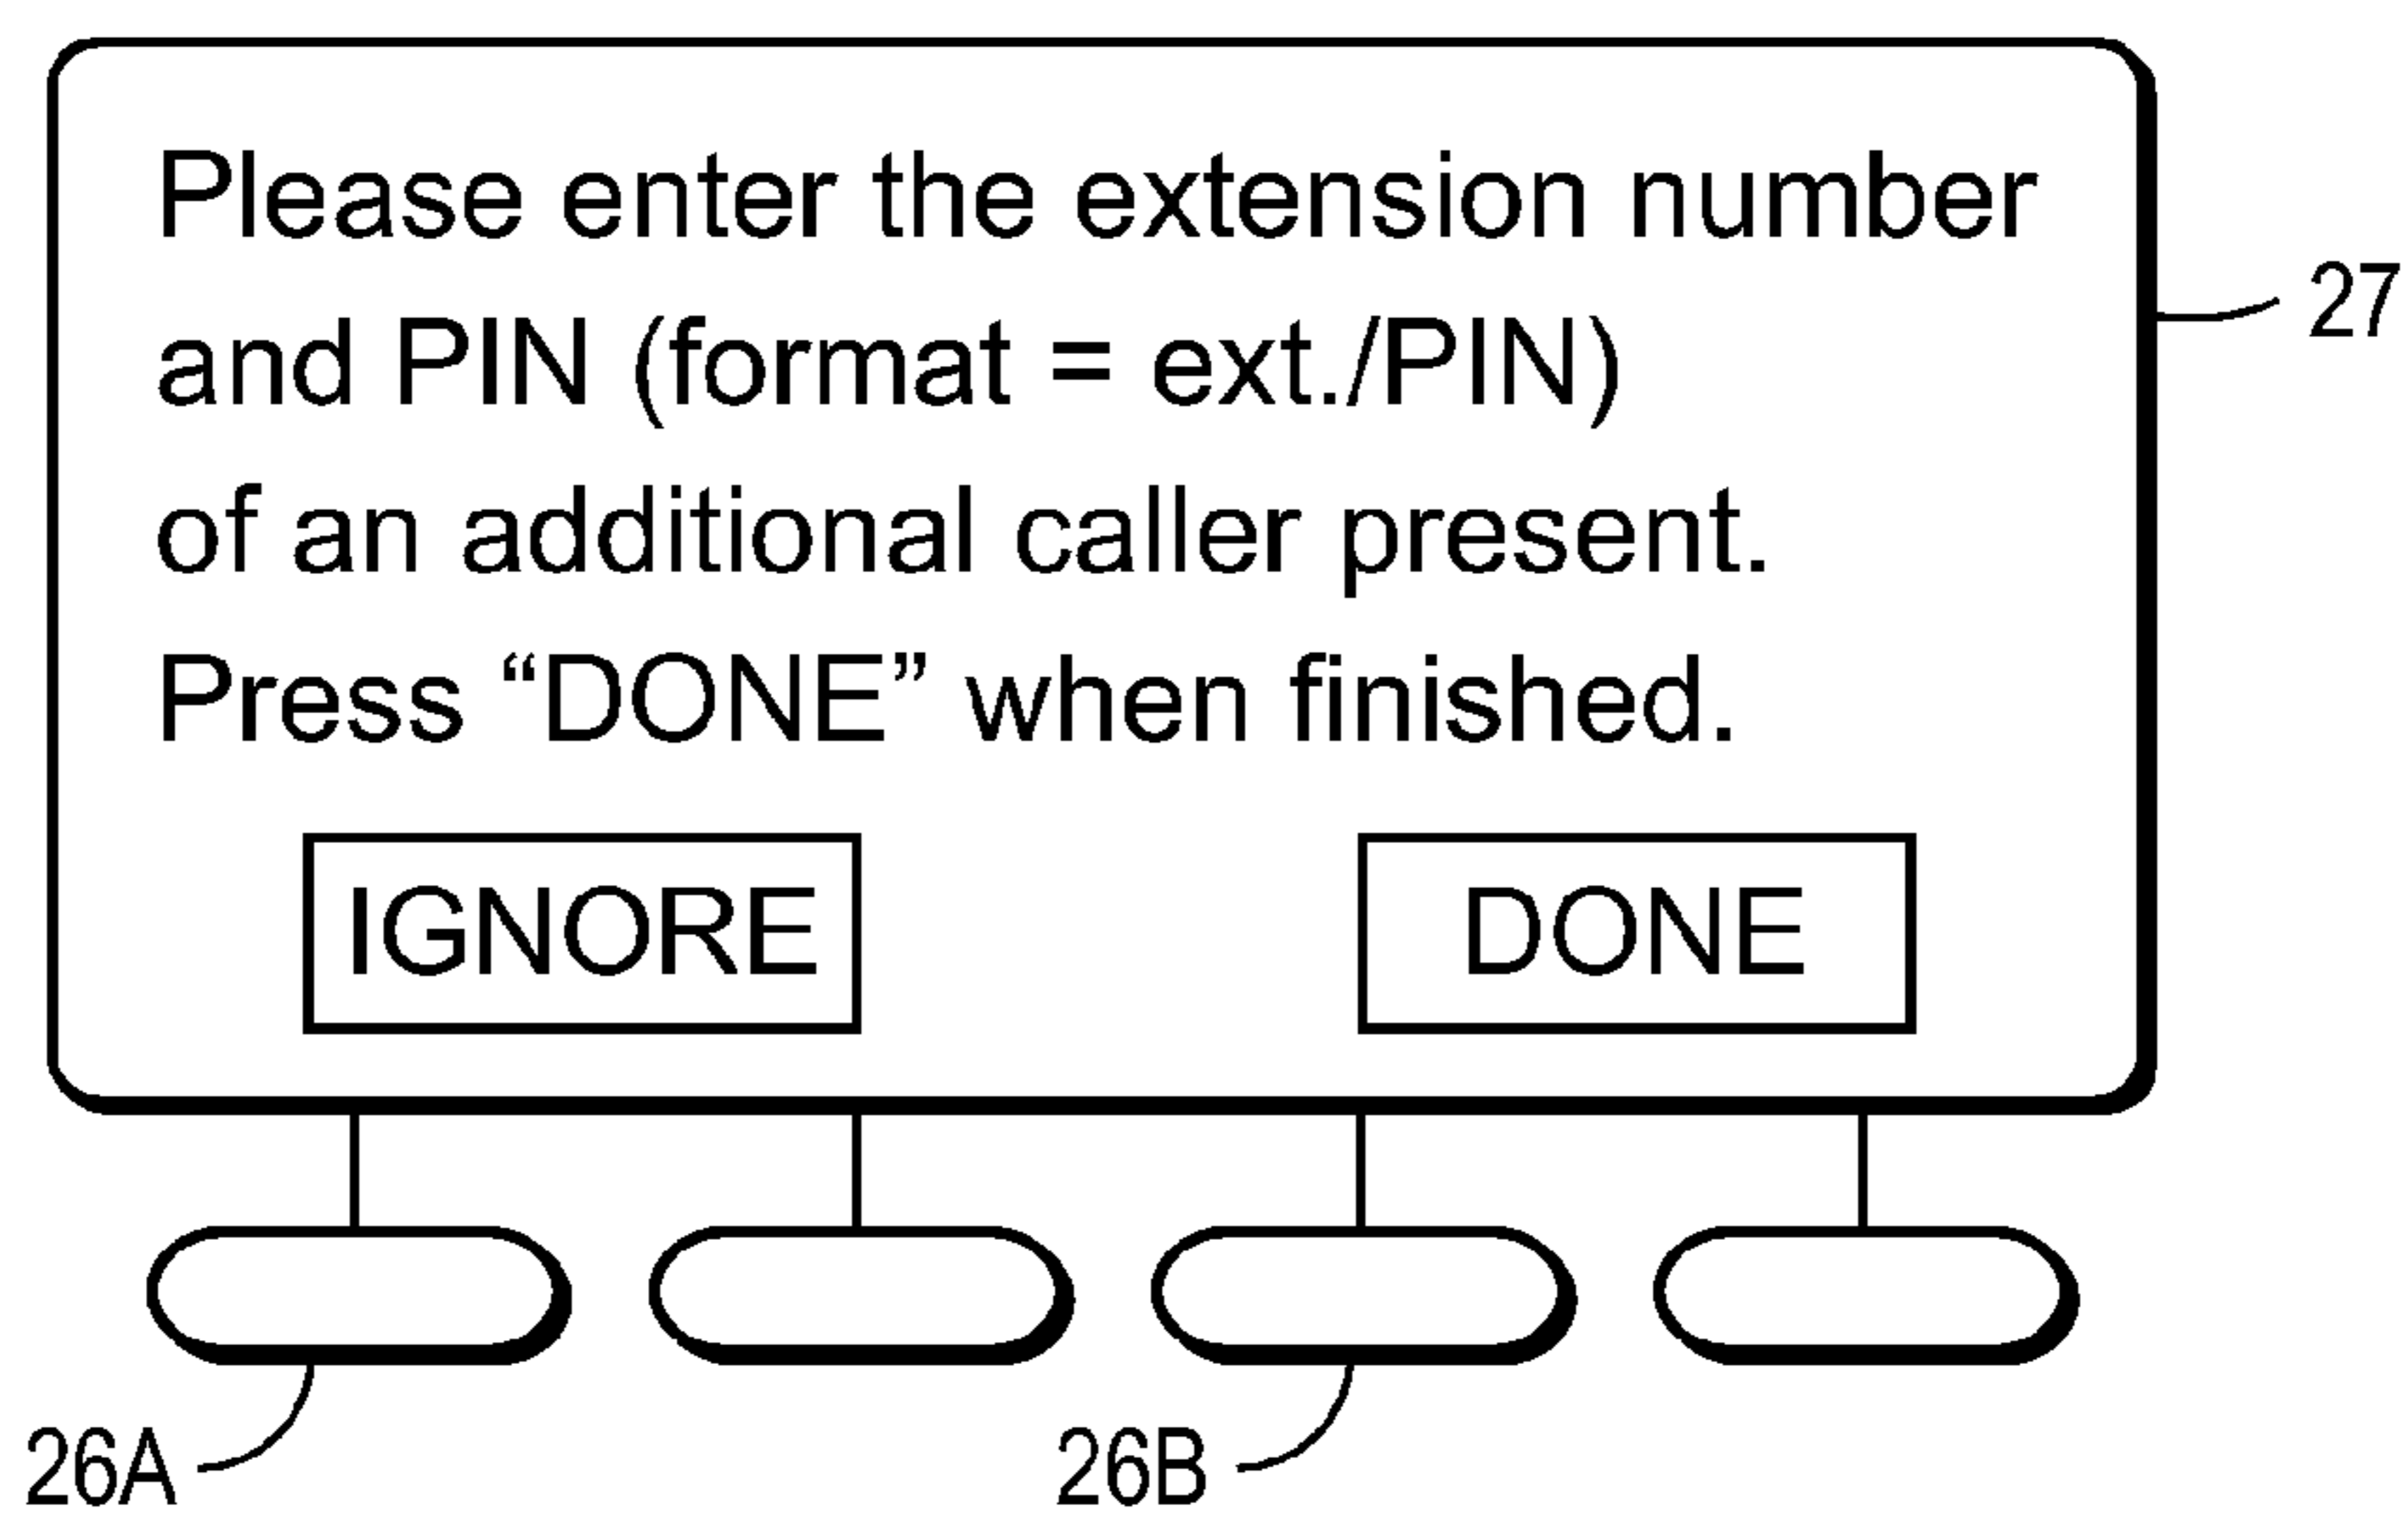 Please enter the extension number
and PIN (format = ext./PIN)
of an additional caller present.
Press “DONE” when finished.
IGNORE DONE
27
26A 26B